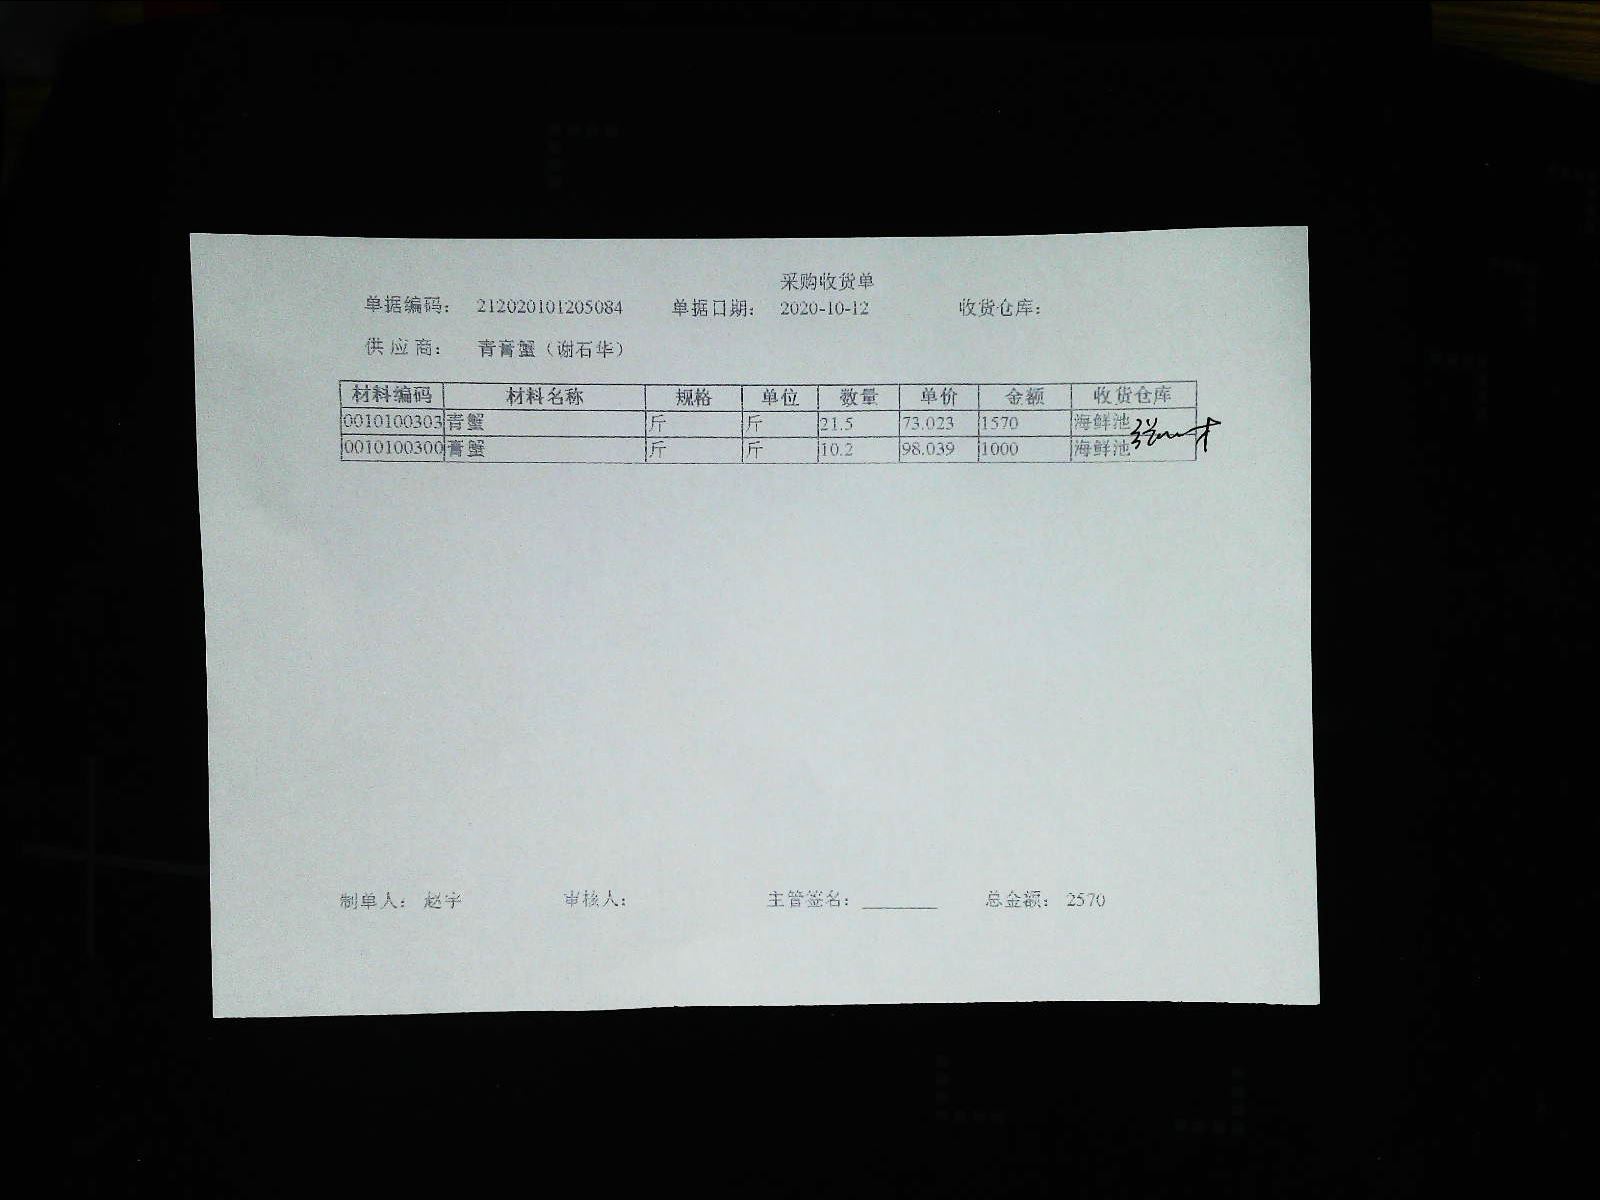 采购收货单
单据编码： 212020101205084 单据日期： 2020-10-12 收货仓库：
供应商： 青膏蟹（谢石华）
材料编码 材料名称 规格 单位 数量 单价 金额 收货仓库
0010100303 青蟹 斤 斤 21.5 73.023 1570 海鲜池
0010100300 膏蟹 斤 斤 10.2 98.039 1000 海鲜池
制单人： 赵宇 审核人： 主管签名： ________ 总金额： 2570